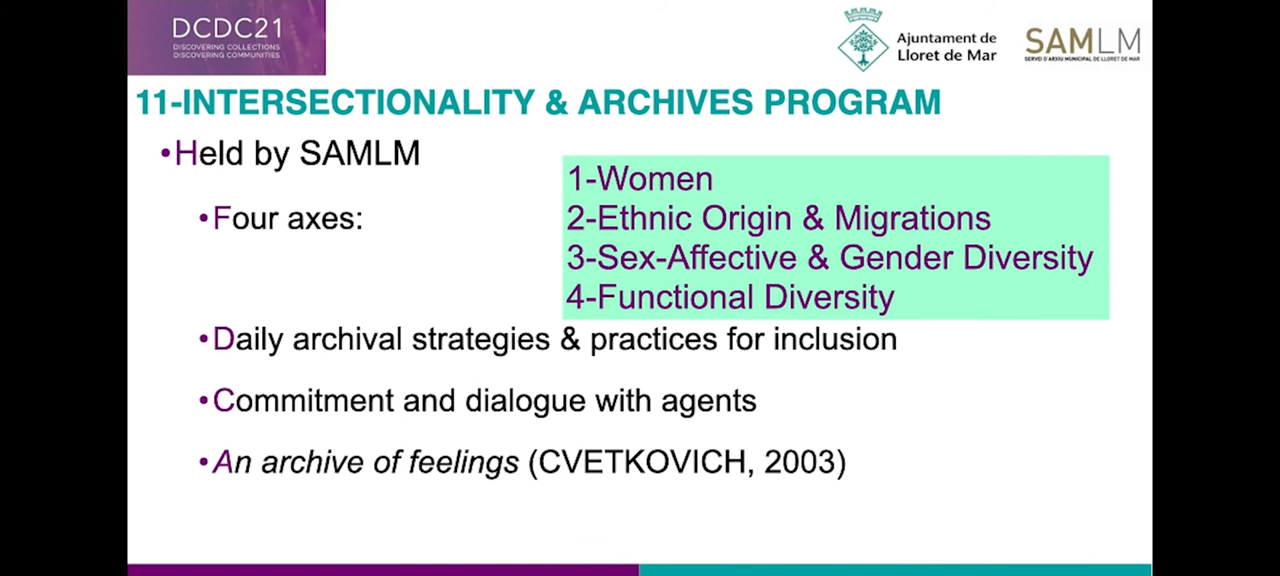 DCDC21
DISCOVERING COLLECTIONS
DISCOVERING COMMUNITIES
Ajuntament de
Lloret de Mar
SAMLM
SERVEI D'ARXIU MUNICIPAL DE LLORET DE MAR
11-INTERSECTIONALITY & ARCHIVES PROGRAM
•Held by SAMLM
•Four axes:
1-Women
2-Ethnic Origin & Migrations
3-Sex-Affective & Gender Diversity
4-Functional Diversity
•Daily archival strategies & practices for inclusion
•Commitment and dialogue with agents
•An archive of feelings (CVETKOVICH, 2003)